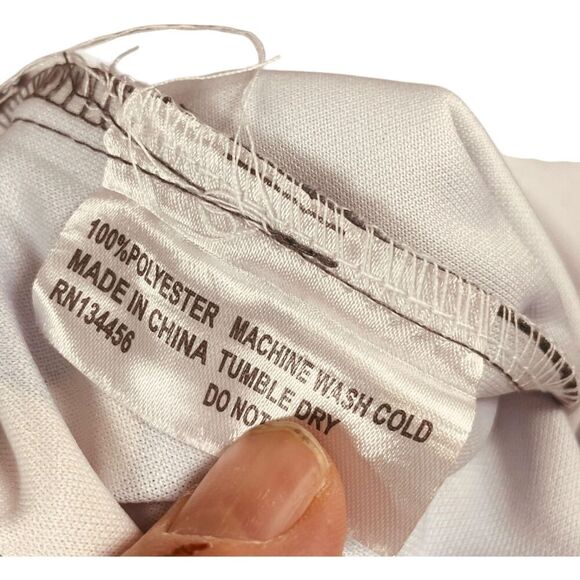 100%POLYESTER
MADE IN CHINA
RN134456
MACHINE WASH COLD
TUMBLE DRY
DO NOT